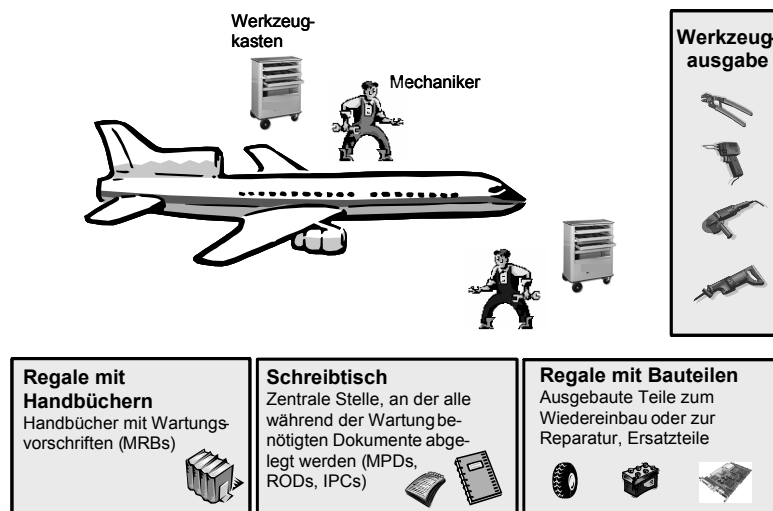 Werkzeug-
kasten
Mechaniker
Werkzeug-
ausgabe
Regale mit
Handbüchern
Handbücher mit Wartungs-
vorschriften (MRBs)
Schreibtisch
Zentrale Stelle, an der alle
während der Wartung be-
nötigten Dokumente abge-
legt werden (MPDs,
RODs, IPCs)
Regale mit Bauteilen
Ausgebaute Teile zum
Wiedereinbau oder zur
Reparatur, Ersatzteile